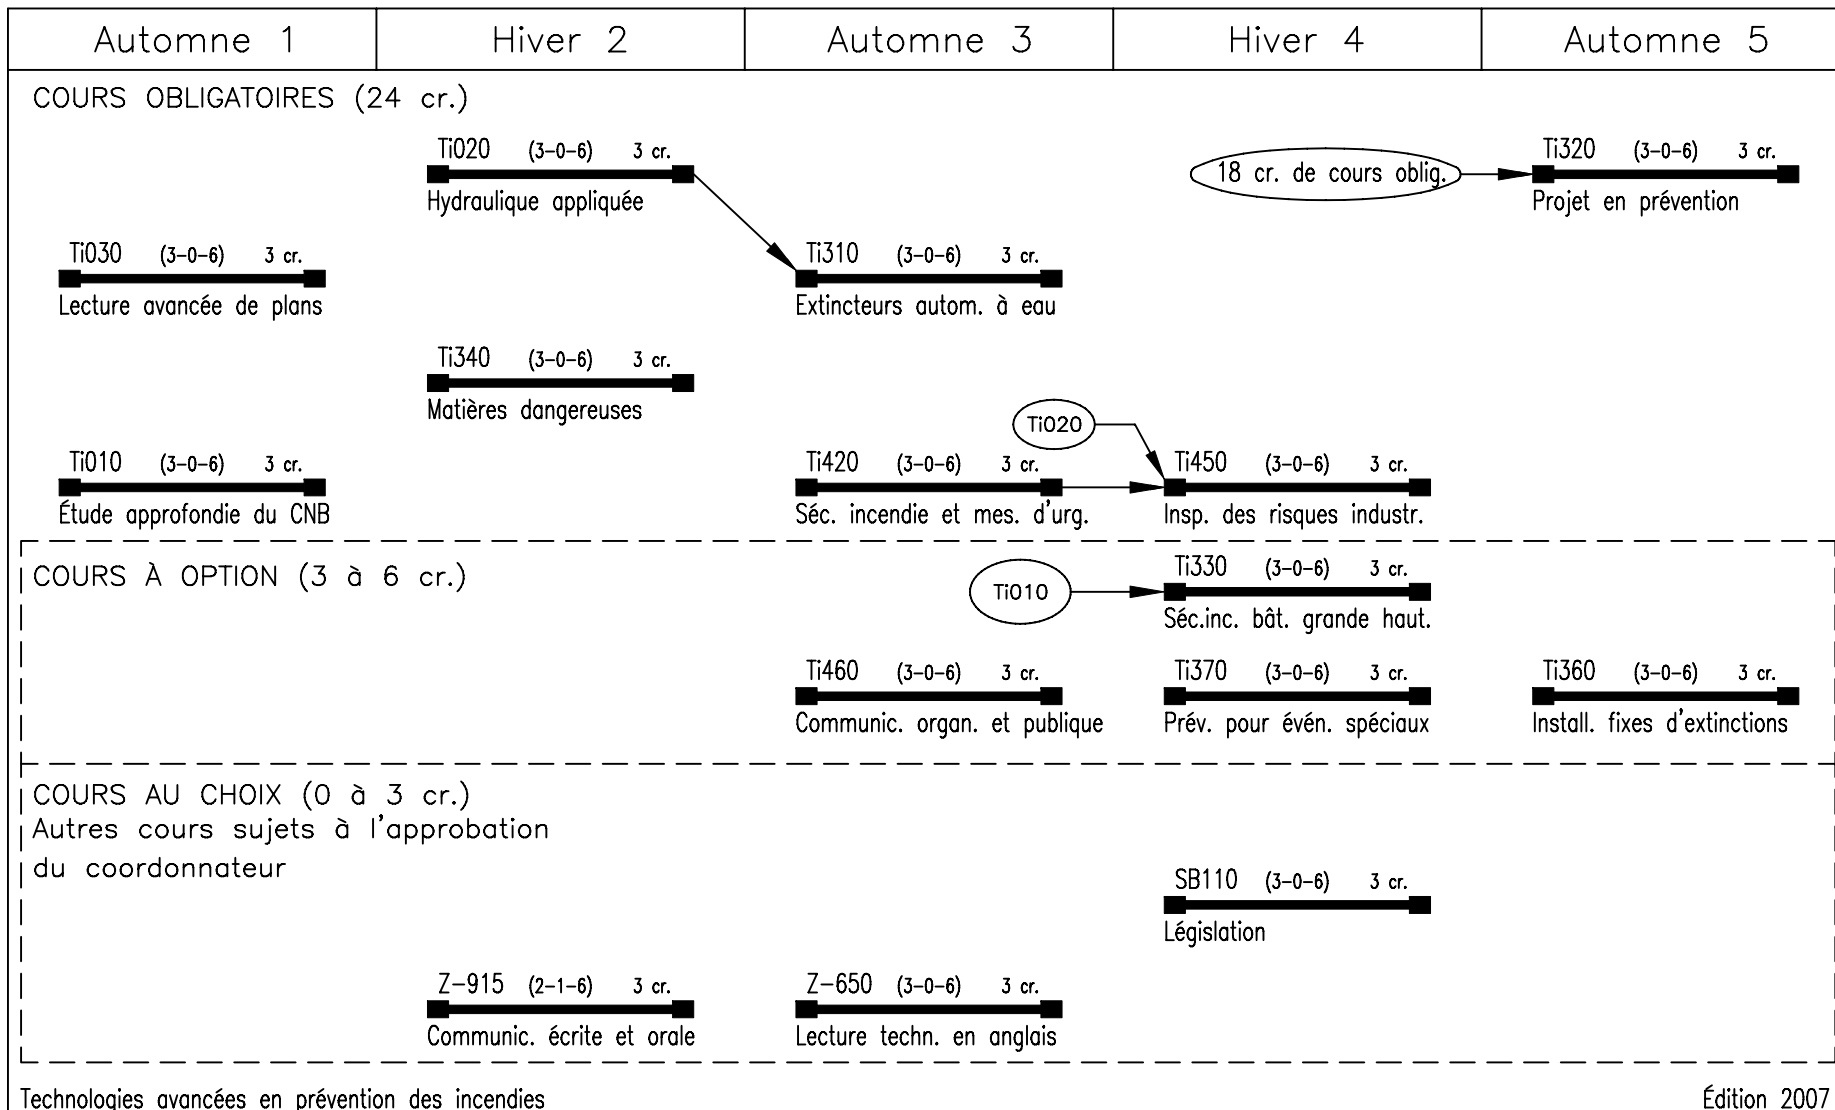 Automne 1 Hiver 2 Automne 3 Hiver 4 Automne 5
COURS OBLIGATOIRES (24 cr.)
Ti020 (3-0-6) 3 cr.
Hydraulique appliquée
18 cr. de cours oblig.
Ti320 (3-0-6) 3 cr.
Projet en prévention
Ti030 (3-0-6) 3 cr.
Lecture avancée de plans
Ti310 (3-0-6) 3 cr.
Extincteurs autom. à eau
Ti340 (3-0-6) 3 cr.
Matières dangereuses
Ti020
Ti010 (3-0-6) 3 cr.
Étude approfondie du CNB
Ti420 (3-0-6) 3 cr.
Séc. incendie et mes. d'urg.
Ti450 (3-0-6) 3 cr.
Insp. des risques industr.
COURS À OPTION (3 à 6 cr.)
Ti010
Ti330 (3-0-6) 3 cr.
Séc.inc. bât. grande haut.
Ti460 (3-0-6) 3 cr.
Communic. organ. et publique
Ti370 (3-0-6) 3 cr.
Prév. pour évén. spéciaux
Ti360 (3-0-6) 3 cr.
Install. fixes d'extinctions
COURS AU CHOIX (0 à 3 cr.)
Autres cours sujets à l'approbation
du coordonnateur
SB110 (3-0-6) 3 cr.
Législation
Z-915 (2-1-6) 3 cr.
Communic. écrite et orale
Z-650 (3-0-6) 3 cr.
Lecture techn. en anglais
Technologies avancées en prévention des incendies
Édition 2007